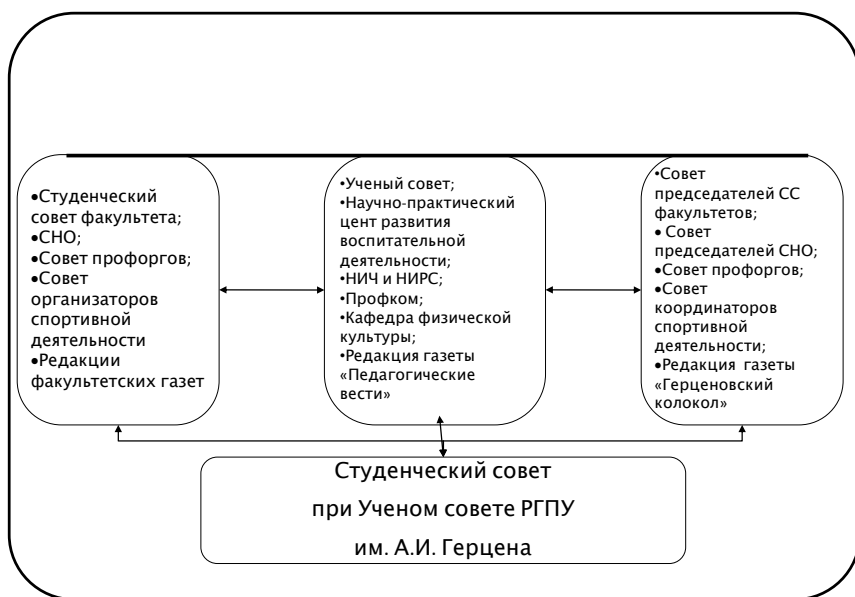 •Студенческий
совет факультета;
•СНО;
•Совет профоргов;
•Совет
организаторов
спортивной
деятельности
•Редакции
факультетских газет
•Ученый совет;
•Научно-практический
цент развития
воспитательной
деятельности;
•НИЧ и НИРС;
•Профком;
•Кафедра физической
культуры;
•Редакция газеты
«Педагогические
вести»
•Совет
председателей СС
факультетов;
• Совет
председателей СНО;
•Совет профоргов;
•Совет
координаторов
спортивной
деятельности;
•Редакция газеты
«Герценовский
колокол»
Студенческий совет
при Ученом совете РГПУ
им. А.И. Герцена